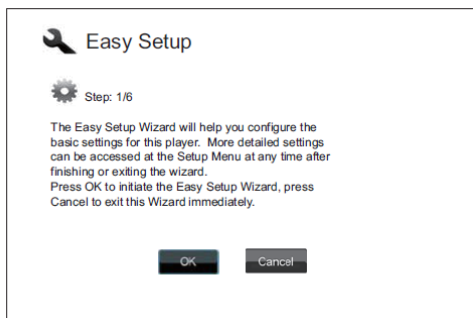 Easy Setup
Step: 1/6
The Easy Setup Wizard will help you configure the
basic settings for this player. More detailed settings
can be accessed at the Setup Menu at any time after
finishing or exiting the wizard.
Press OK to initiate the Easy Setup Wizard, press
Cancel to exit this Wizard immediately.
OK Cancel